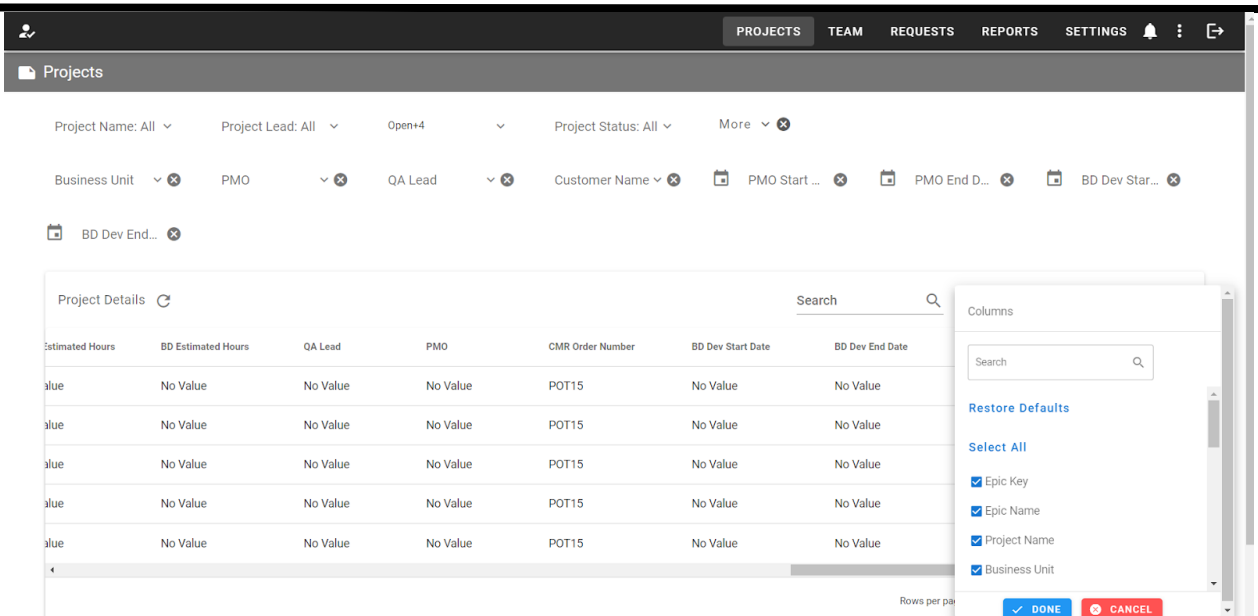 PROJECTS TEAM REQUESTS REPORTS SETTINGS
Projects
Project Name: All Project Lead: All Open+4 Project Status: All More
Business Unit PMO QA Lead Customer Name PMO Start ... PMO End D... BD Dev Star...
BD Dev End...
Project Details Search
Columns
Estimated Hours BD Estimated Hours QA Lead PMO CMR Order Number BD Dev Start Date BD Dev End Date
Search
alue No Value No Value No Value POT15 No Value No Value
Restore Defaults
alue No Value No Value No Value POT15 No Value No Value
Select All
alue No Value No Value No Value POT15 No Value No Value
Epic Key
alue No Value No Value No Value POT15 No Value No Value
Epic Name
alue No Value No Value No Value POT15 No Value No Value
Project Name
Business Unit
Rows per pa
DONE CANCEL